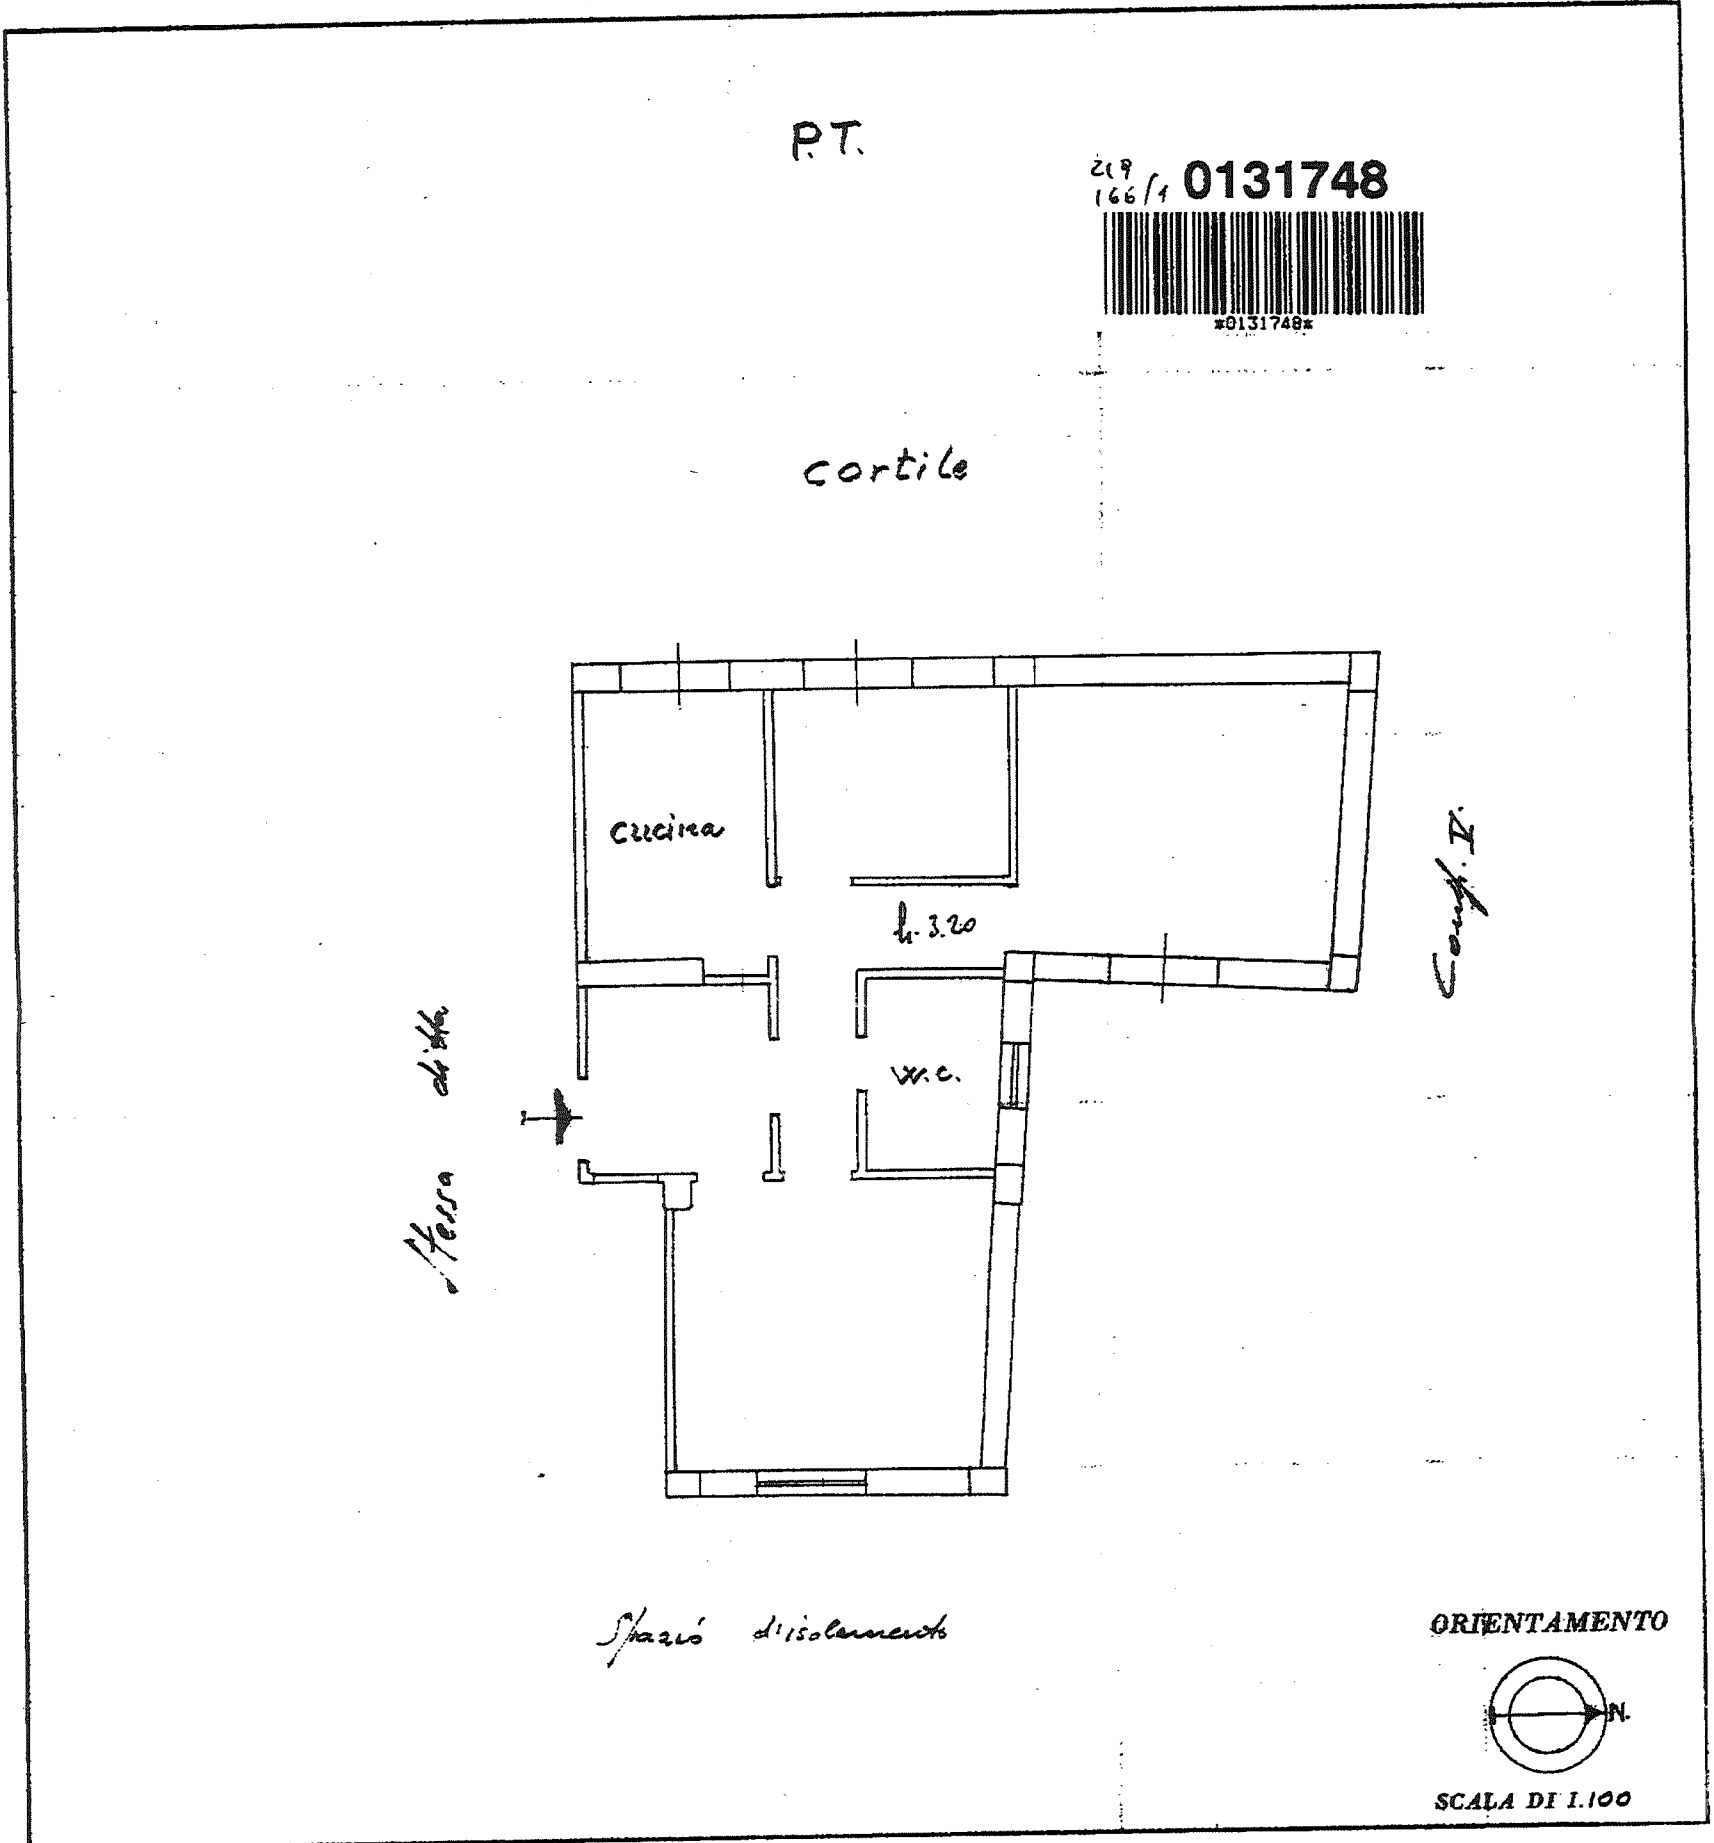 P.T.
219
166/1 0131748
*0131748*
cortile
cucina
h. 3.20
Conf. D.
w.c.
Stessa ditta
Spazio d'isolamento
ORIENTAMENTO
N.
SCALA DI 1.100